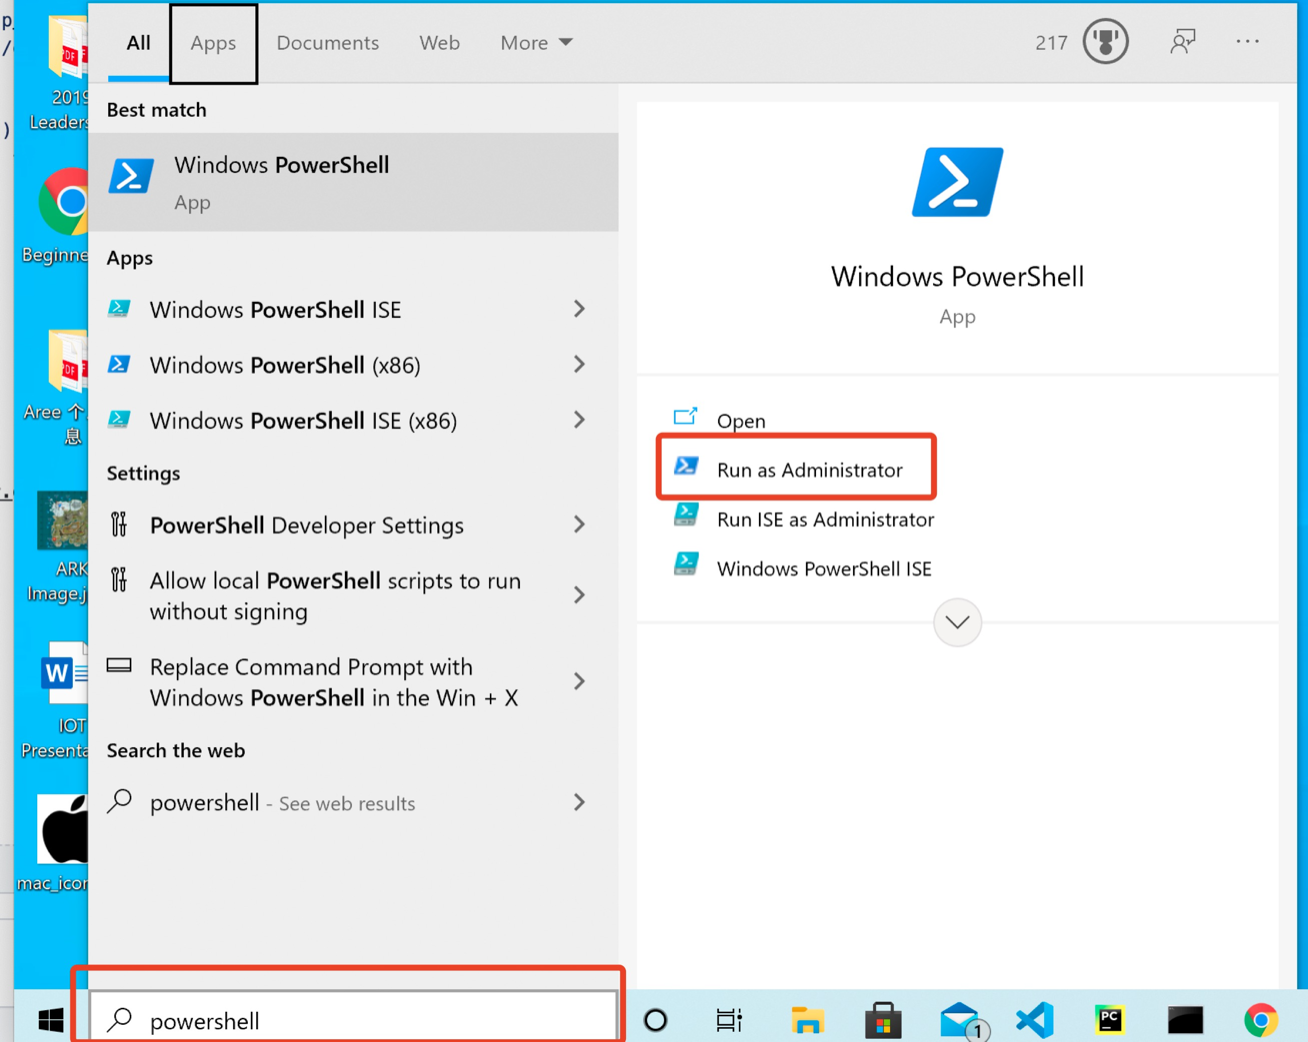 All
Apps
Documents
Web
More
217
Best match
Windows PowerShell
App
Apps
Windows PowerShell ISE
Windows PowerShell (x86)
Windows PowerShell ISE (x86)
Settings
PowerShell Developer Settings
Allow local PowerShell scripts to run
without signing
Replace Command Prompt with
Windows PowerShell in the Win + X
Search the web
powershell - See web results
powershell
Windows PowerShell
App
Open
Run as Administrator
Run ISE as Administrator
Windows PowerShell ISE
2019
Leaders
Beginne
Aree 个
息
ARK
Image.j
W
IOT
Presenta
mac_icon
PDF
PDF
PC
1